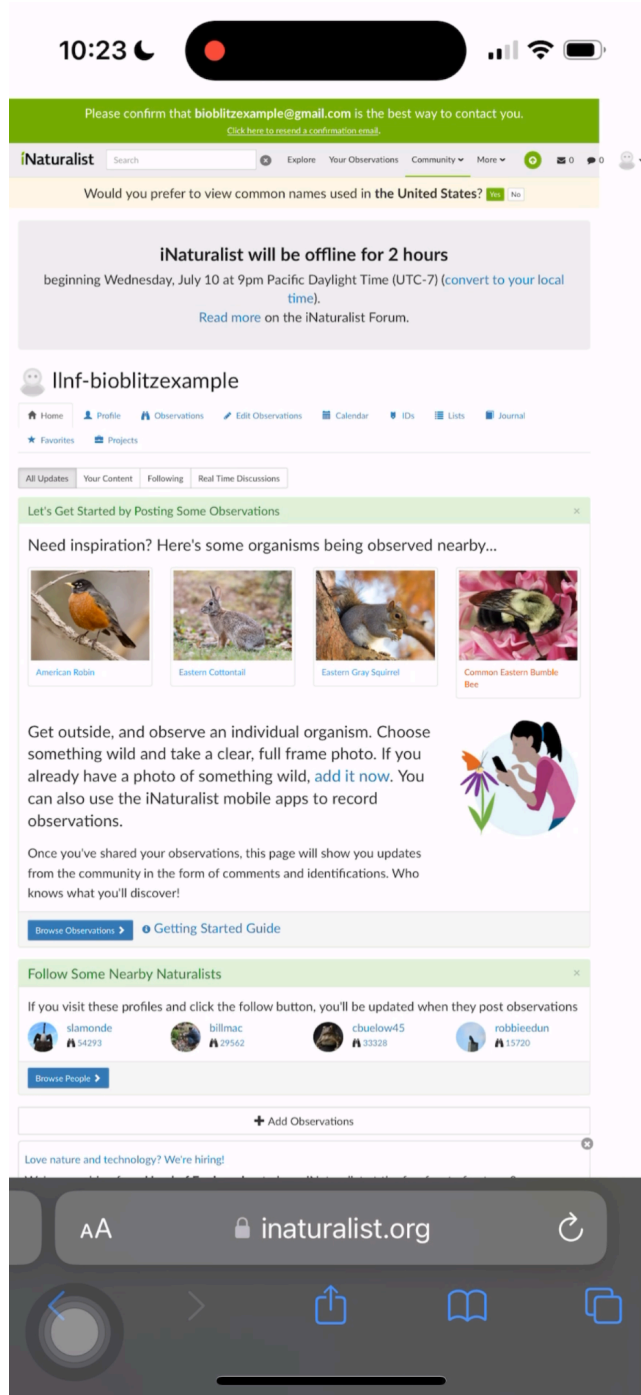 10:23
Please confirm that bioblitzexample@gmail.com is the best way to contact you.
Click here to resend a confirmation email.
iNaturalist Search Explore Your Observations Community More 0 0
Would you prefer to view common names used in the United States? Yes No
iNaturalist will be offline for 2 hours
beginning Wednesday, July 10 at 9pm Pacific Daylight Time (UTC-7) (convert to your local
time).
Read more on the iNaturalist Forum.
llnf-bioblitzexample
Home Profile Observations Edit Observations Calendar IDs Lists Journal
Favorites Projects
All Updates Your Content Following Real Time Discussions
Let's Get Started by Posting Some Observations ×
Need inspiration? Here's some organisms being observed nearby...
American Robin Eastern Cottontail Eastern Gray Squirrel Common Eastern Bumble
Bee
Get outside, and observe an individual organism. Choose
something wild and take a clear, full frame photo. If you
already have a photo of something wild, add it now. You
can also use the iNaturalist mobile apps to record
observations.
Once you've shared your observations, this page will show you updates
from the community in the form of comments and identifications. Who
knows what you'll discover!
Browse Observations Getting Started Guide
Follow Some Nearby Naturalists ×
If you visit these profiles and click the follow button, you'll be updated when they post observations
slamonde billmac cbuelow45 robbieedun
54293 29562 33328 15720
Browse People
+ Add Observations
Love nature and technology? We're hiring!
AA inaturalist.org